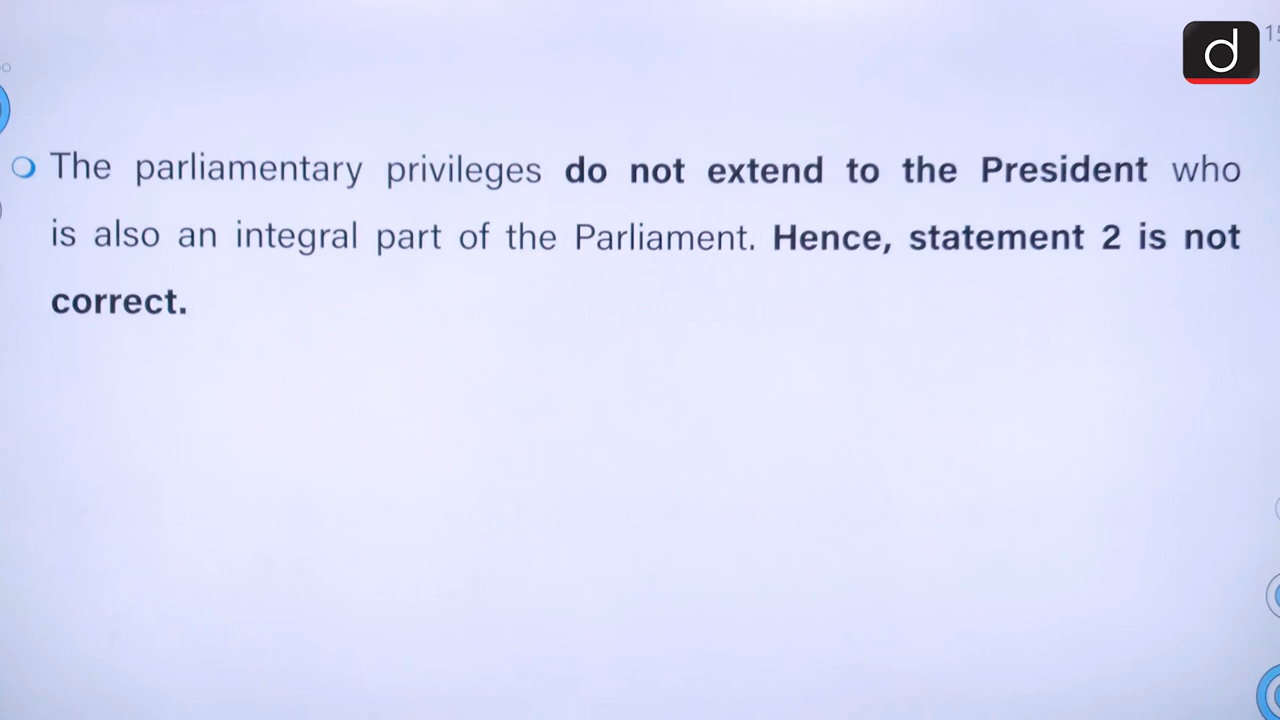 The parliamentary privileges do not extend to the President who
is also an integral part of the Parliament. Hence, statement 2 is not
correct.